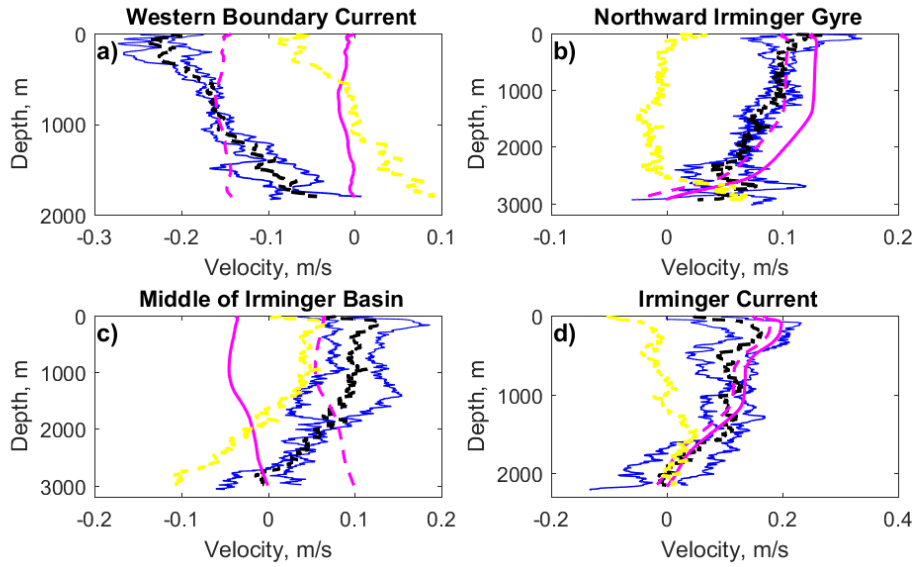 Western Boundary Current
a)
0
1000
2000
Depth, m
-0.3 -0.2 -0.1 0 0.1
Velocity, m/s
Northward Irminger Gyre
b)
0
1000
2000
3000
Depth, m
-0.1 0 0.1 0.2
Velocity, m/s
Middle of Irminger Basin
c)
0
1000
2000
3000
Depth, m
-0.2 -0.1 0 0.1 0.2
Velocity, m/s
Irminger Current
d)
0
1000
2000
Depth, m
-0.2 0 0.2 0.4
Velocity, m/s